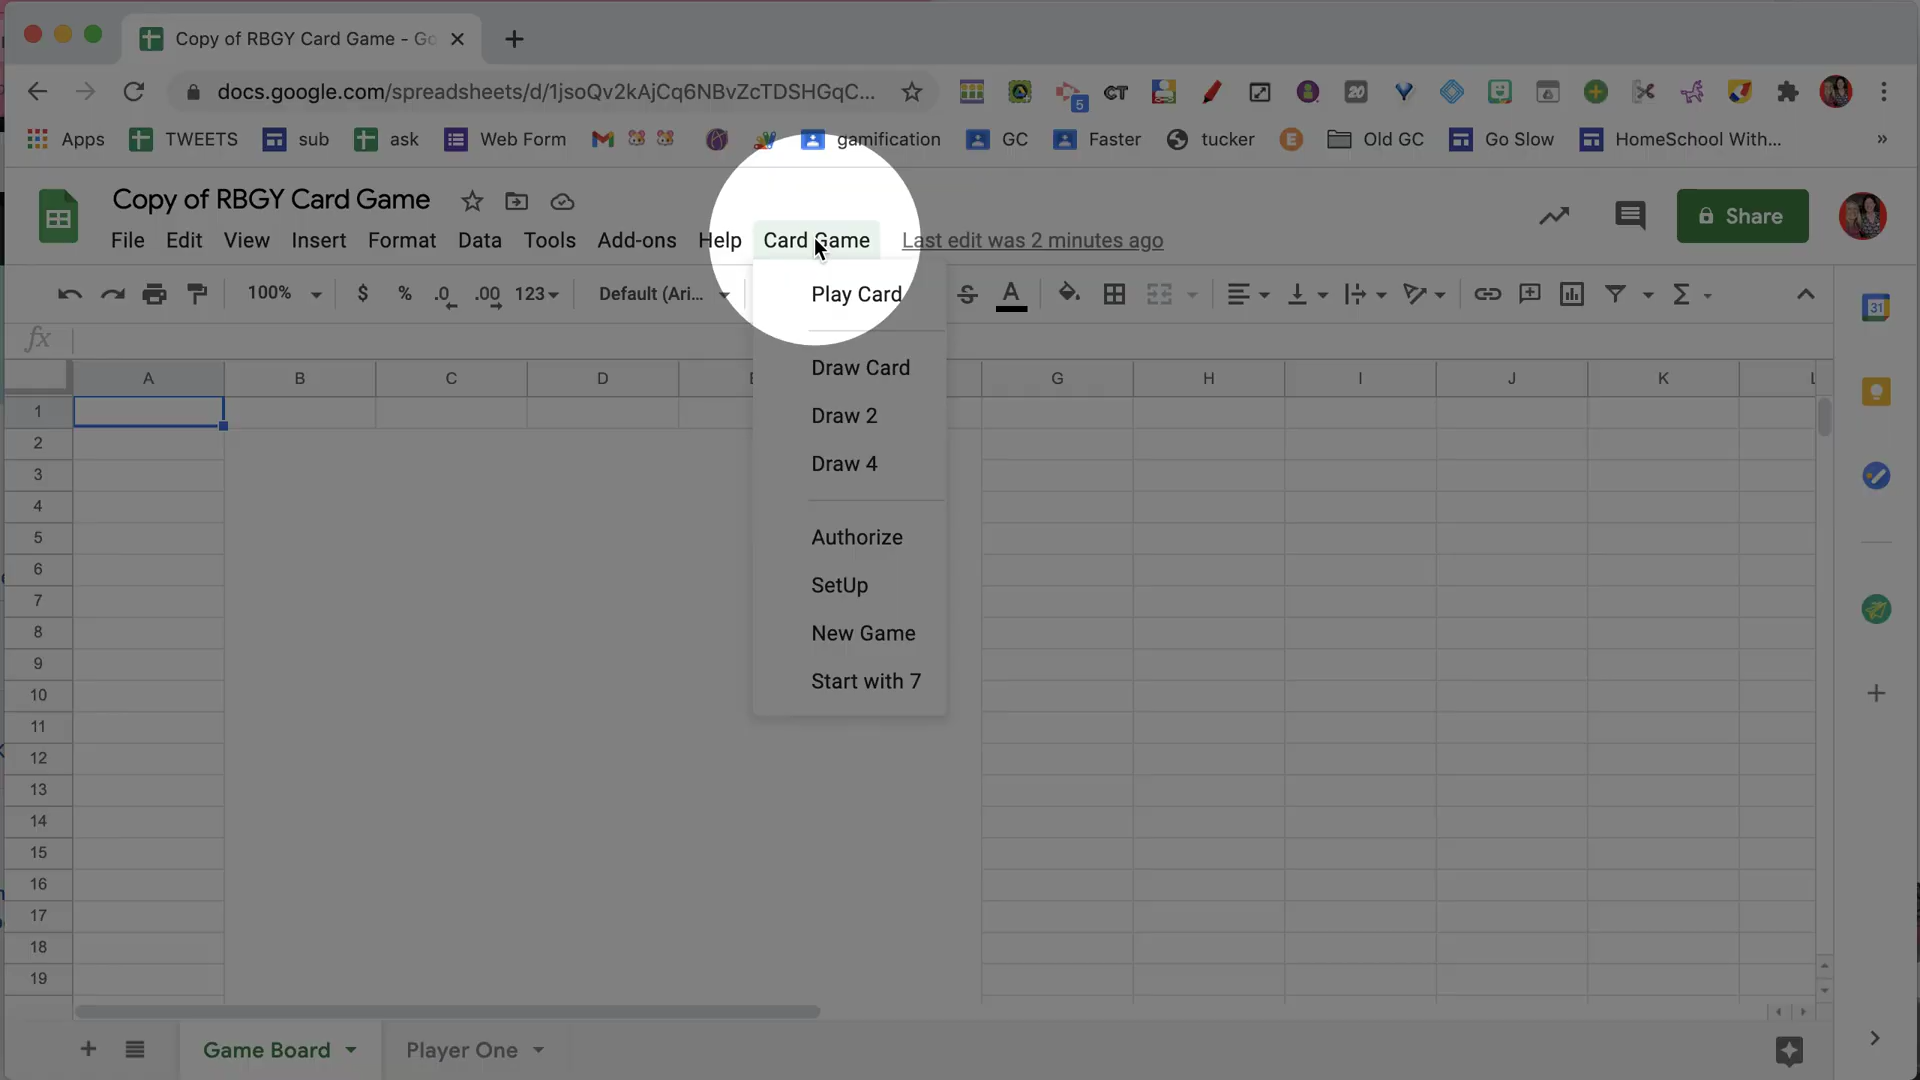 Copy of RBGY Card Game - Go
docs.google.com/spreadsheets/d/1jsoQv2kAjCq6NBvZcTDSHGqC...
5
CT
20
Apps
TWEETS
sub
ask
Web Form
gamification
GC
Faster
tucker
E
Old GC
Go Slow
HomeSchool With...
»
Copy of RBGY Card Game
Share
File Edit View Insert Format Data Tools Add-ons Help Card Game Last edit was 2 minutes ago
100% $ % .0 .00 123 Default (Ari...
A
31
fx
Play Card
Draw Card
Draw 2
Draw 4
Authorize
SetUp
New Game
Start with 7
A B C D E G H I J K L
1
2
3
4
5
6
7
8
9
10
11
12
13
14
15
16
17
18
19
Game Board
Player One